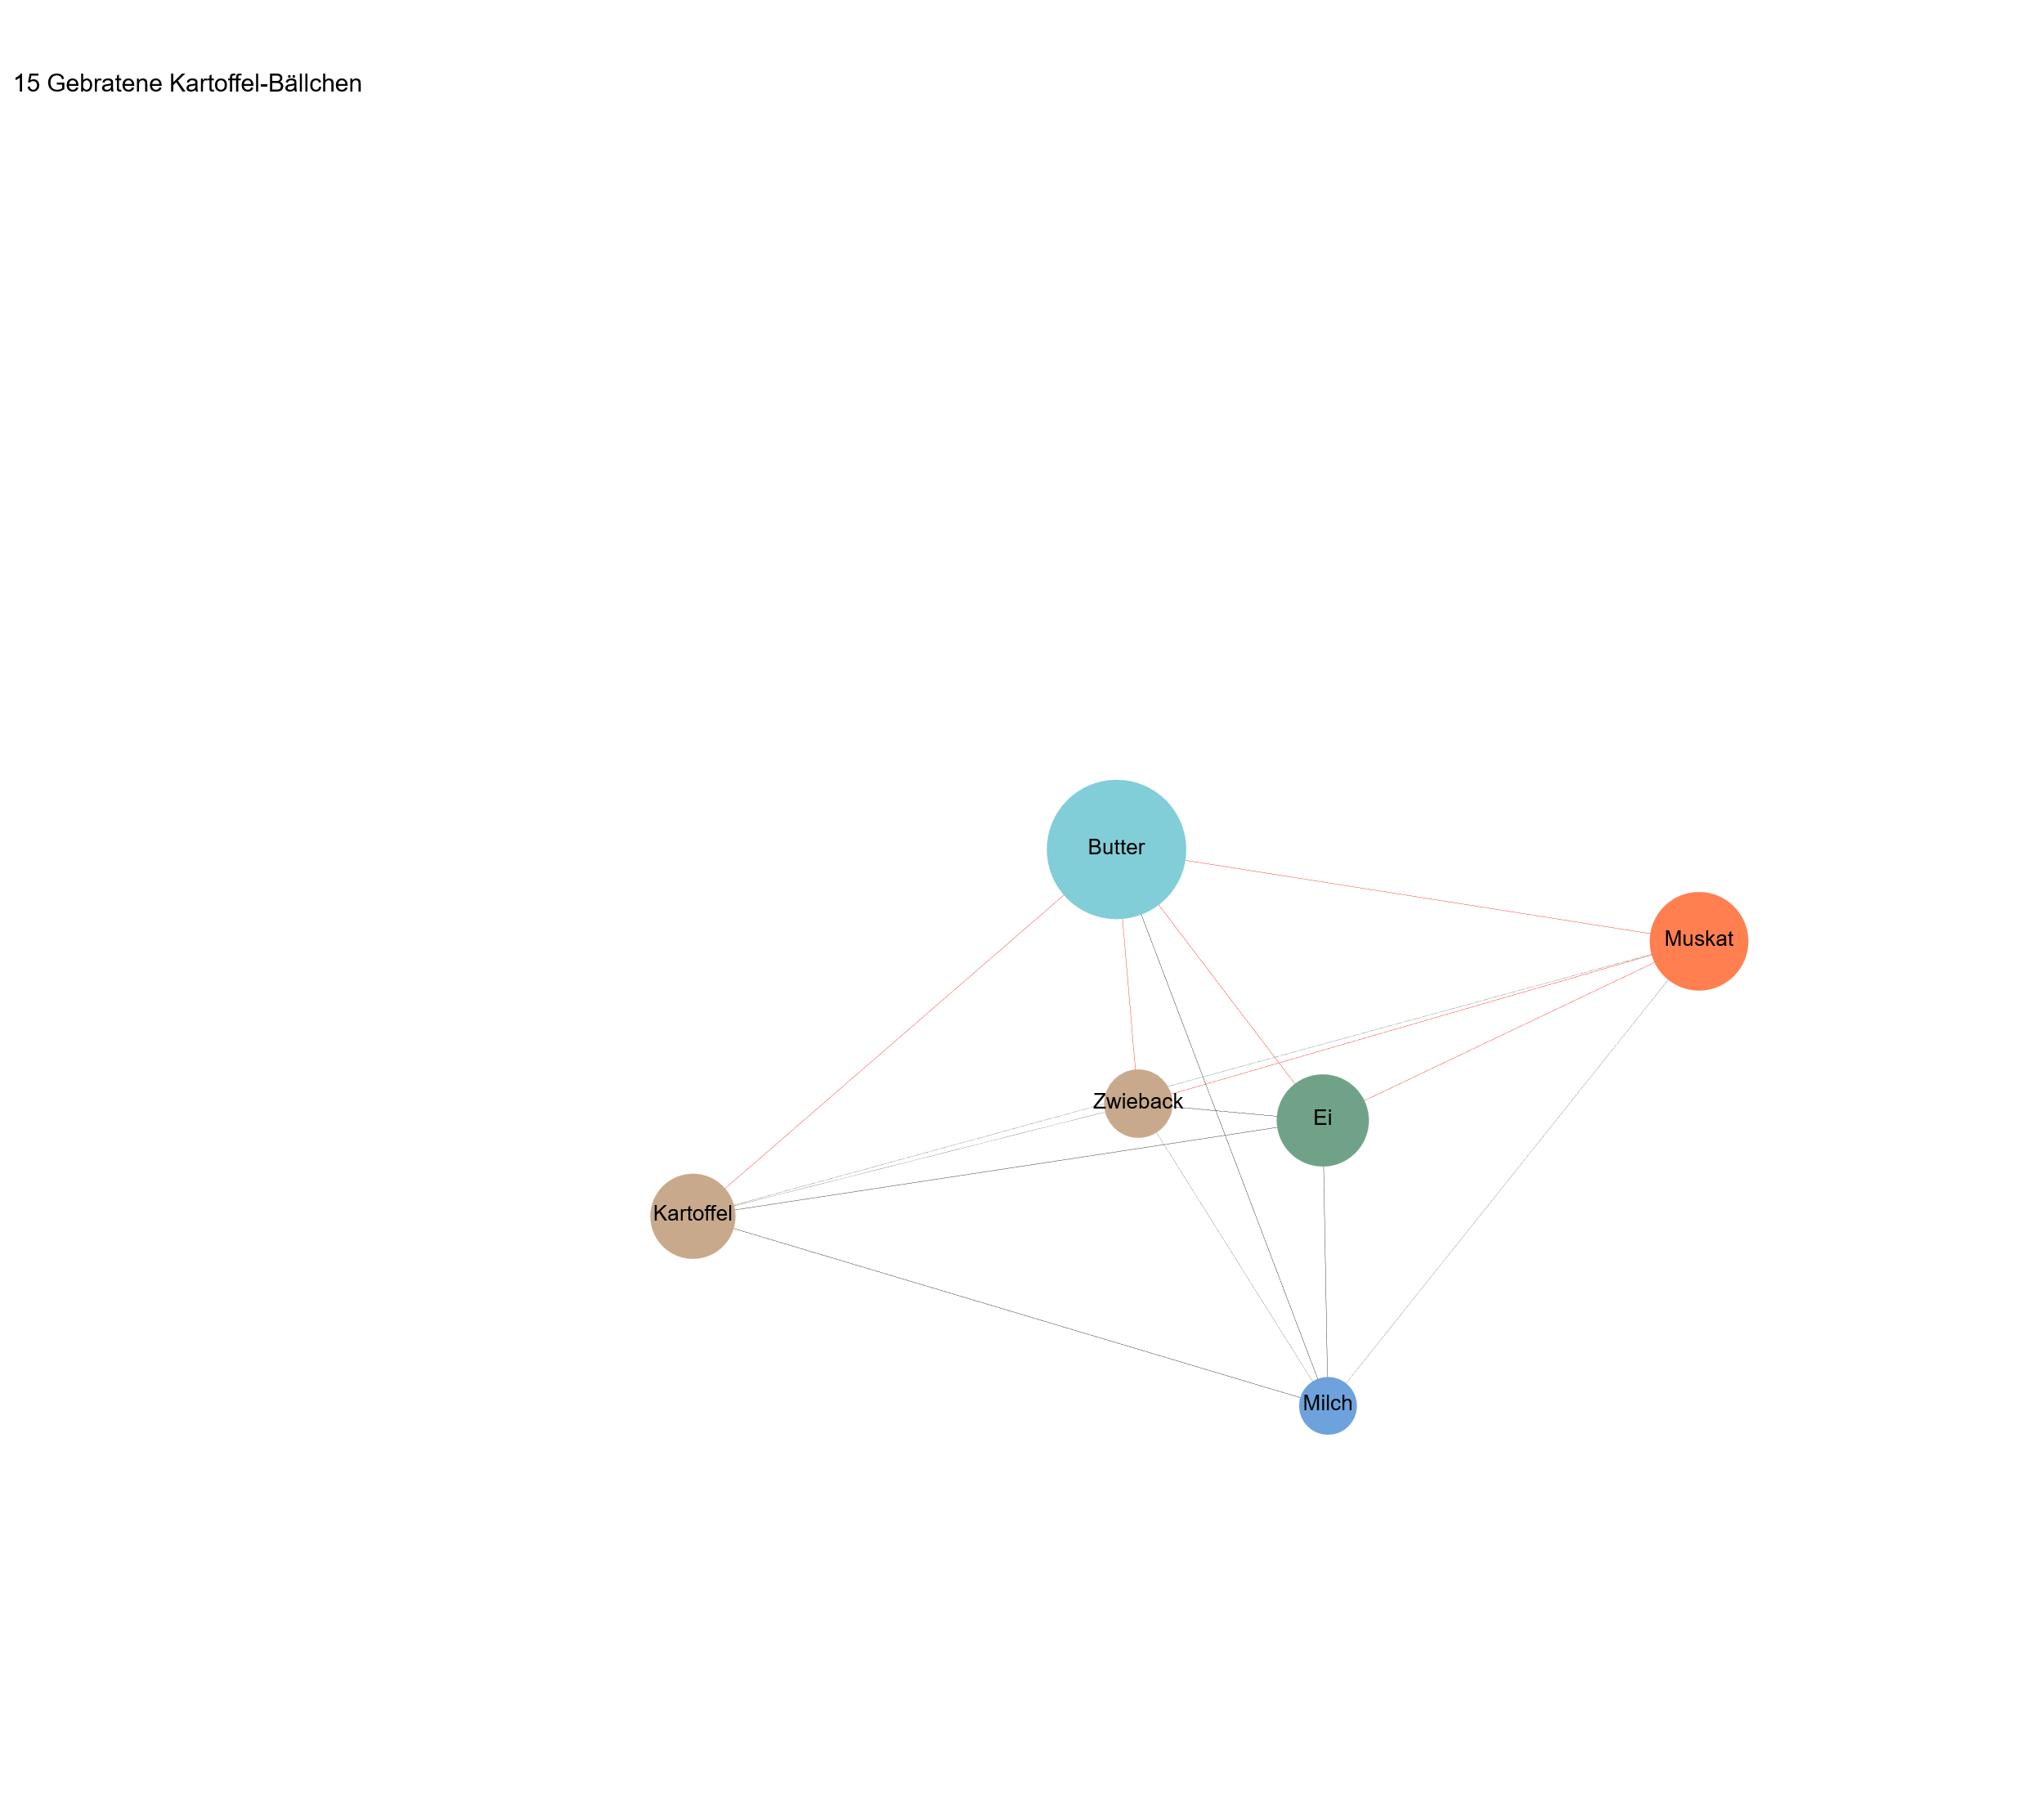 15 Gebratene Kartoffel-Bällchen
Butter
Muskat
Zwieback
Ei
Kartoffel
Milch